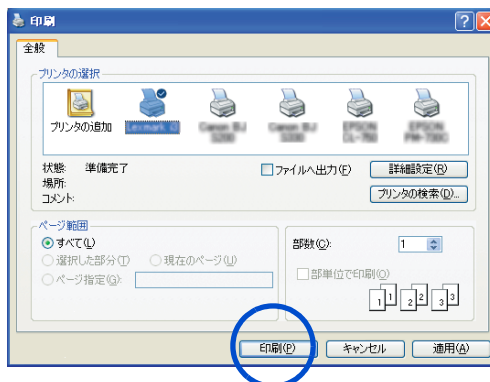 印刷
全般
プリンタの選択
プリンタの追加
状態: 準備完了
場所:
コメント:
ファイルへ出力(F)
詳細設定(R)
プリンタの検索(D)...
ページ範囲
すべて(L)
選択した部分(T) 現在のページ(U)
ページ指定(G):
部数(C): 1
部単位で印刷(O)
1 1 2 2 3 3
印刷(P) キャンセル 適用(A)